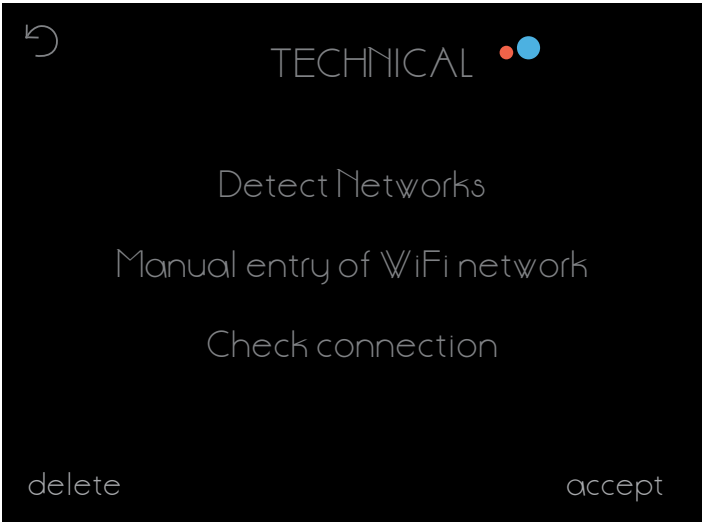 TECHNICAL
Detect Networks
Manual entry of WiFi network
Check connection
delete
accept